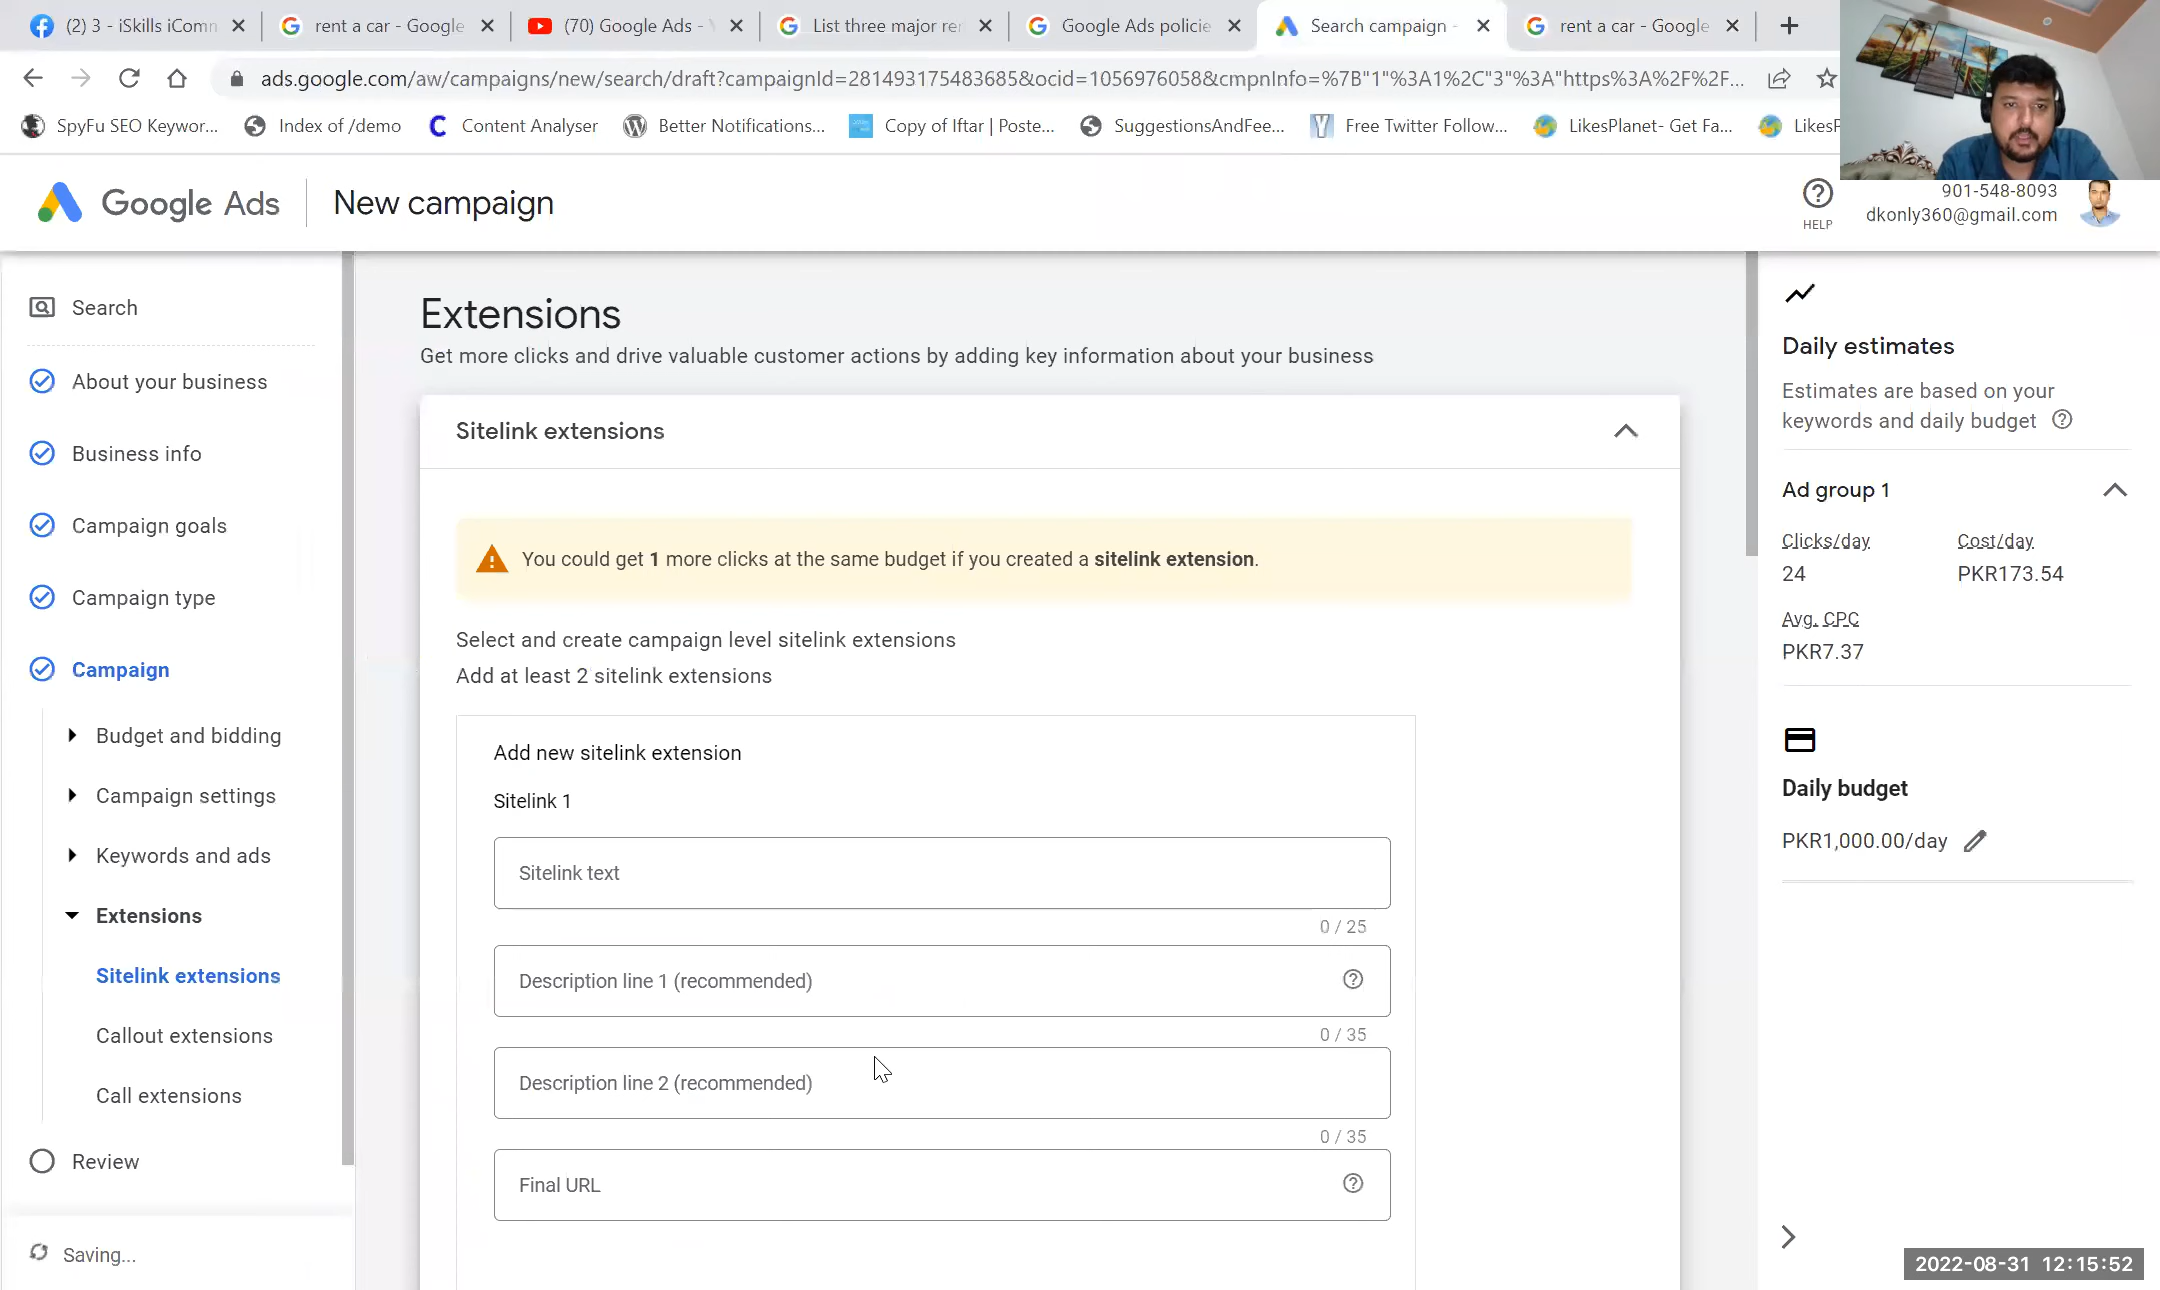 (2) 3 - iSkills iComm
rent a car - Google
(70) Google Ads -
List three major re
Google Ads policie
Search campaign -
rent a car - Google
ads.google.com/aw/campaigns/new/search/draft?campaignId=281493175483685&ocid=1056976058&cmpnInfo=%7B"1"%3A1%2C"3"%3A"https%3A%2F%2F...
SpyFu SEO Keywor...
Index of /demo
Content Analyser
Better Notifications...
Copy of Iftar | Poste...
SuggestionsAndFee...
Free Twitter Follow...
LikesPlanet- Get Fa...
LikesP
Google Ads
New campaign
HELP
901-548-8093
dkonly360@gmail.com
Search
About your business
Business info
Campaign goals
Campaign type
Campaign
Budget and bidding
Campaign settings
Keywords and ads
Extensions
Sitelink extensions
Callout extensions
Call extensions
Review
Saving...
Extensions
Get more clicks and drive valuable customer actions by adding key information about your business
Sitelink extensions
You could get 1 more clicks at the same budget if you created a sitelink extension.
Select and create campaign level sitelink extensions
Add at least 2 sitelink extensions
Add new sitelink extension
Sitelink 1
Sitelink text
0 / 25
Description line 1 (recommended)
0 / 35
Description line 2 (recommended)
0 / 35
Final URL
Daily estimates
Estimates are based on your
keywords and daily budget
Ad group 1
Clicks/day
Cost/day
24
PKR173.54
Avg. CPC
PKR7.37
Daily budget
PKR1,000.00/day
2022-08-31 12:15:52